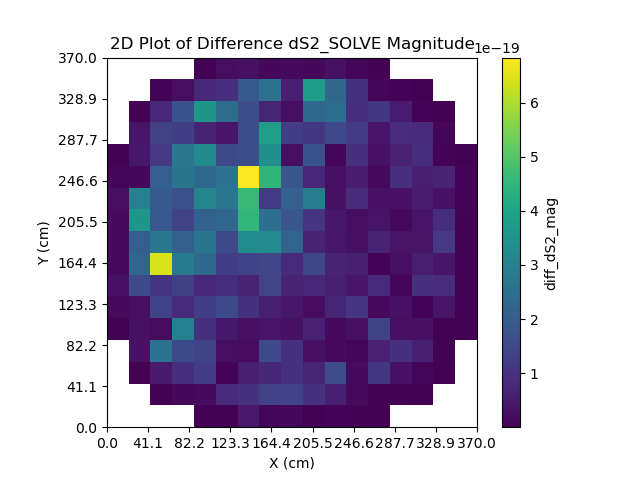 2D Plot of Difference dS2_SOLVE Magnitude
1e−19
370.0
328.9
287.7
246.6
205.5
164.4
123.3
82.2
41.1
0.0
Y (cm)
0.0 41.1 82.2 123.3 164.4 205.5 246.6 287.7 328.9 370.0
X (cm)
6
5
4
3
2
1
diff_dS2_mag